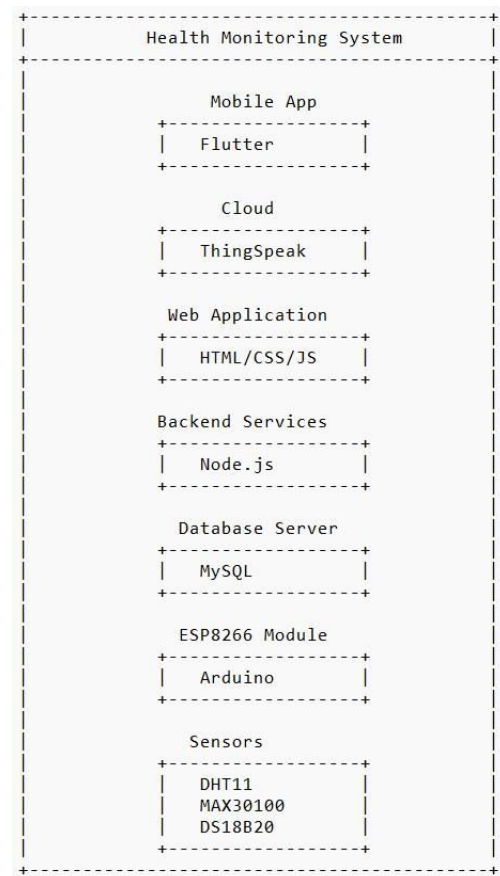 Health Monitoring System
Mobile App
Flutter
Cloud
ThingSpeak
Web Application
HTML/CSS/JS
Backend Services
Node.js
Database Server
MySQL
ESP8266 Module
Arduino
Sensors
DHT11
MAX30100
DS18B20